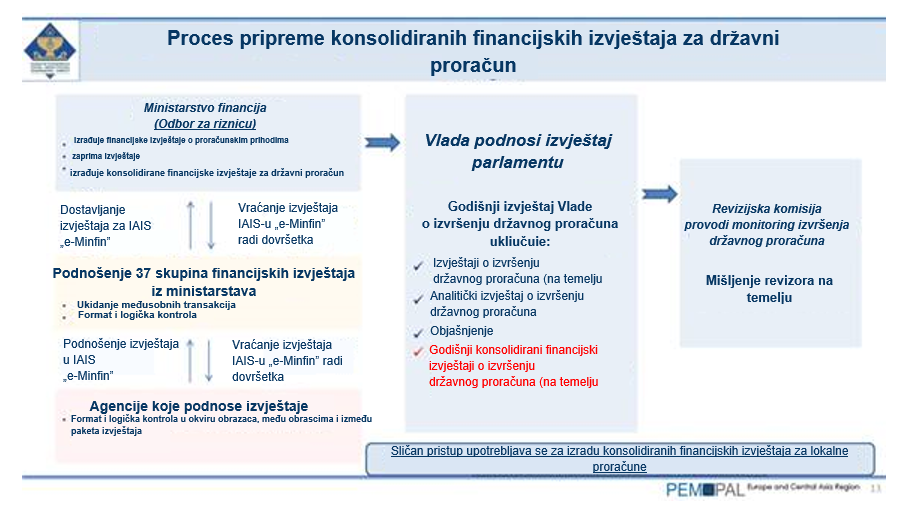 Proces pripreme konsolidiranih financijskih izvještaja za državni
proračun
Ministarstvo financija
(Odbor za riznicu)
izrađuje financijske izvještaje o proračunskim prihodima
zaprima izvještaje
izrađuje konsolidirane financijske izvještaje za državni proračun
Dostavljanje
izvještaja za IAIS
„e-Minfin”
Vraćanje izvještaja
IAIS-u „e-Minfin”
radi dovršetka
Podnošenje 37 skupina financijskih izvještaja
iz ministarstava
Ukidanje međusobnih transakcija
Format i logička kontrola
Podnošenje izvještaja
u IAIS
„e-Minfin”
Vraćanje izvještaja
IAIS-u „e-Minfin” radi
dovršetka
Agencije koje podnose izvještaje
Format i logička kontrola u okviru obrazaca, među obrascima i između
paketa izvještaja
Vlada podnosi izvještaj
parlamentu
Godišnji izvještaj Vlade
o izvršenju državnog proračuna
uključuie:
Izvještaji o izvršenju
državnog proračuna (na temelju
Analitički izvještaj o izvršenju
državnog proračuna
Objašnjenje
Godišnji konsolidirani financijski
izvještaji o izvršenju
državnog proračuna (na temelju
Revizijska komisija
provodi monitoring izvršenja
državnog proračuna
Mišljenje revizora na
temelju
Sličan pristup upotrebljava se za izradu konsolidiranih financijskih izvještaja za lokalne
proračune
PEMPAL Europe and Central Asia Region 13